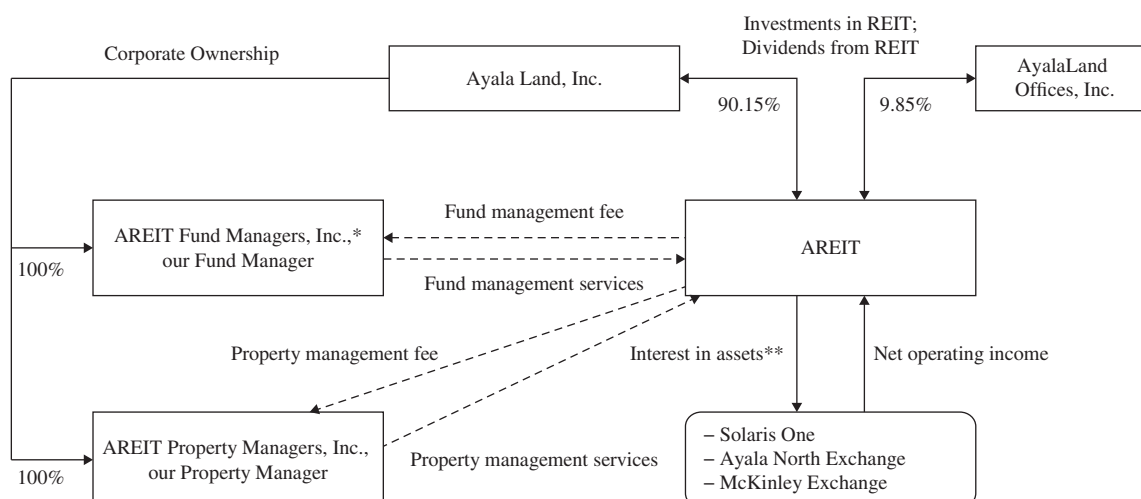 Investments in REIT;
Dividends from REIT
Corporate Ownership
Ayala Land, Inc.
AyalaLand
Offices, Inc.
90.15%
9.85%
Fund management fee
AREIT Fund Managers, Inc.,*
our Fund Manager
AREIT
100%
Fund management services
Property management fee
Interest in assets**
Net operating income
AREIT Property Managers, Inc.,
our Property Manager
100%
Property management services
– Solaris One
– Ayala North Exchange
– McKinley Exchange